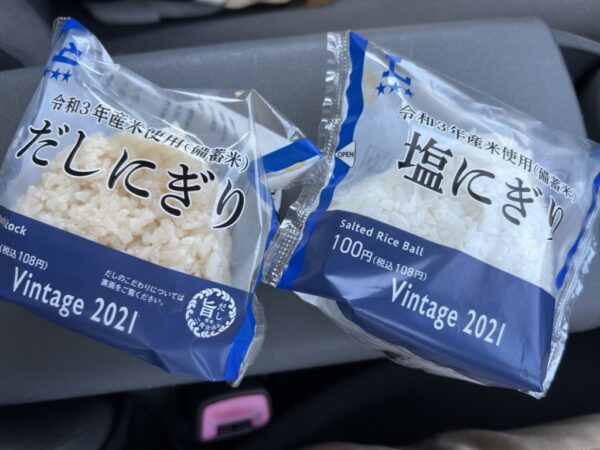 令和3年産米使用(備蓄米)
だしにぎり
(税込108円)
Vintage 2021
だしのこだわりについては
裏面をご覧ください。
旨
だし
令和3年産米使用(備蓄米)
塩にぎり
OPEN
Salted Rice Ball
100円(税込108円)
Vintage 2021